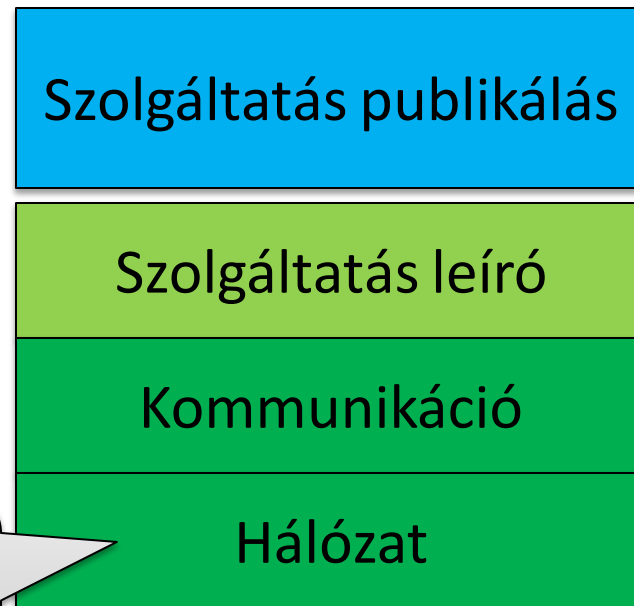 Szolgáltatás publikálás
Szolgáltatás leíró
Kommunikáció
Hálózat